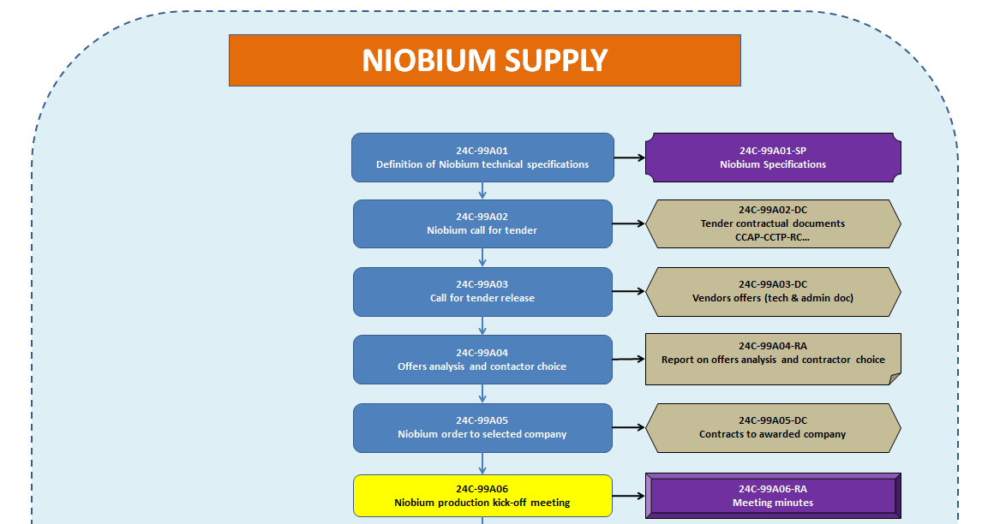 NIOBIUM SUPPLY
24C-99A01
Definition of Niobium technical specifications
24C-99A01-SP
Niobium Specifications
24C-99A02
Niobium call for tender
24C-99A02-DC
Tender contractual documents
CCAP-CCTP-RC...
24C-99A03
Call for tender release
24C-99A03-DC
Vendors offers (tech & admin doc)
24C-99A04
Offers analysis and contactor choice
24C-99A04-RA
Report on offers analysis and contractor choice
24C-99A05
Niobium order to selected company
24C-99A05-DC
Contracts to awarded company
24C-99A06
Niobium production kick-off meeting
24C-99A06-RA
Meeting minutes